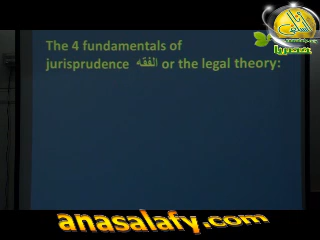 The 4 fundamentals of
jurisprudence الفقه or the legal theory:
anasalafy.com